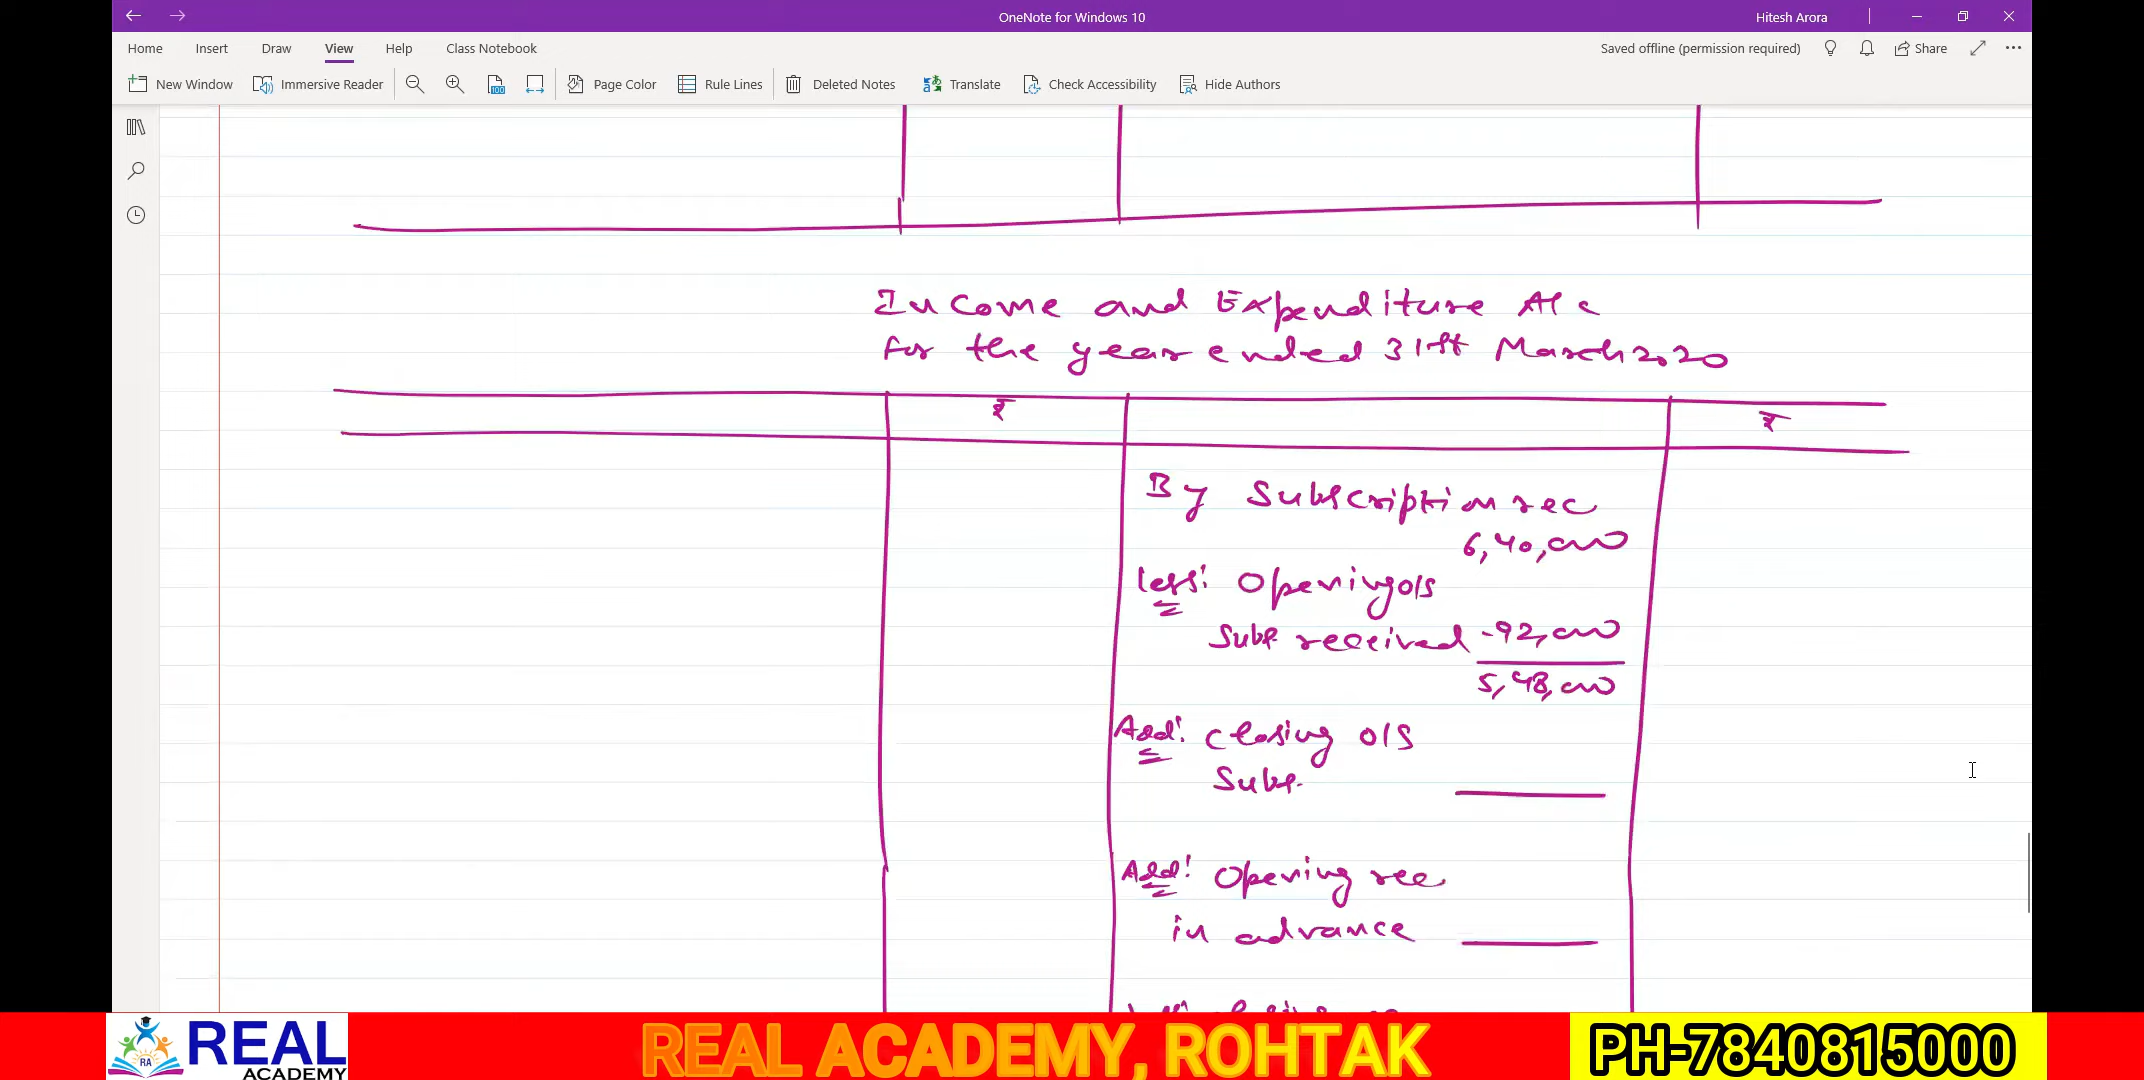 OneNote for Windows 10
Hitesh Arora
Home Insert Draw View Help Class Notebook
Saved offline (permission required) Share
New Window Immersive Reader Page Color Rule Lines Deleted Notes Translate Check Accessibility Hide Authors
Income and Expenditure A/c
for the year ended 31st March 2020
₹ ₹
By Subscription rec
6,40,000
Less: Opening O/S
Subs. received -92,000
5,48,000
Add: Closing O/S
Subs.
Add: Opening rec
in advance
RA
REAL
ACADEMY
REAL ACADEMY, ROHTAK
PH-7840815000